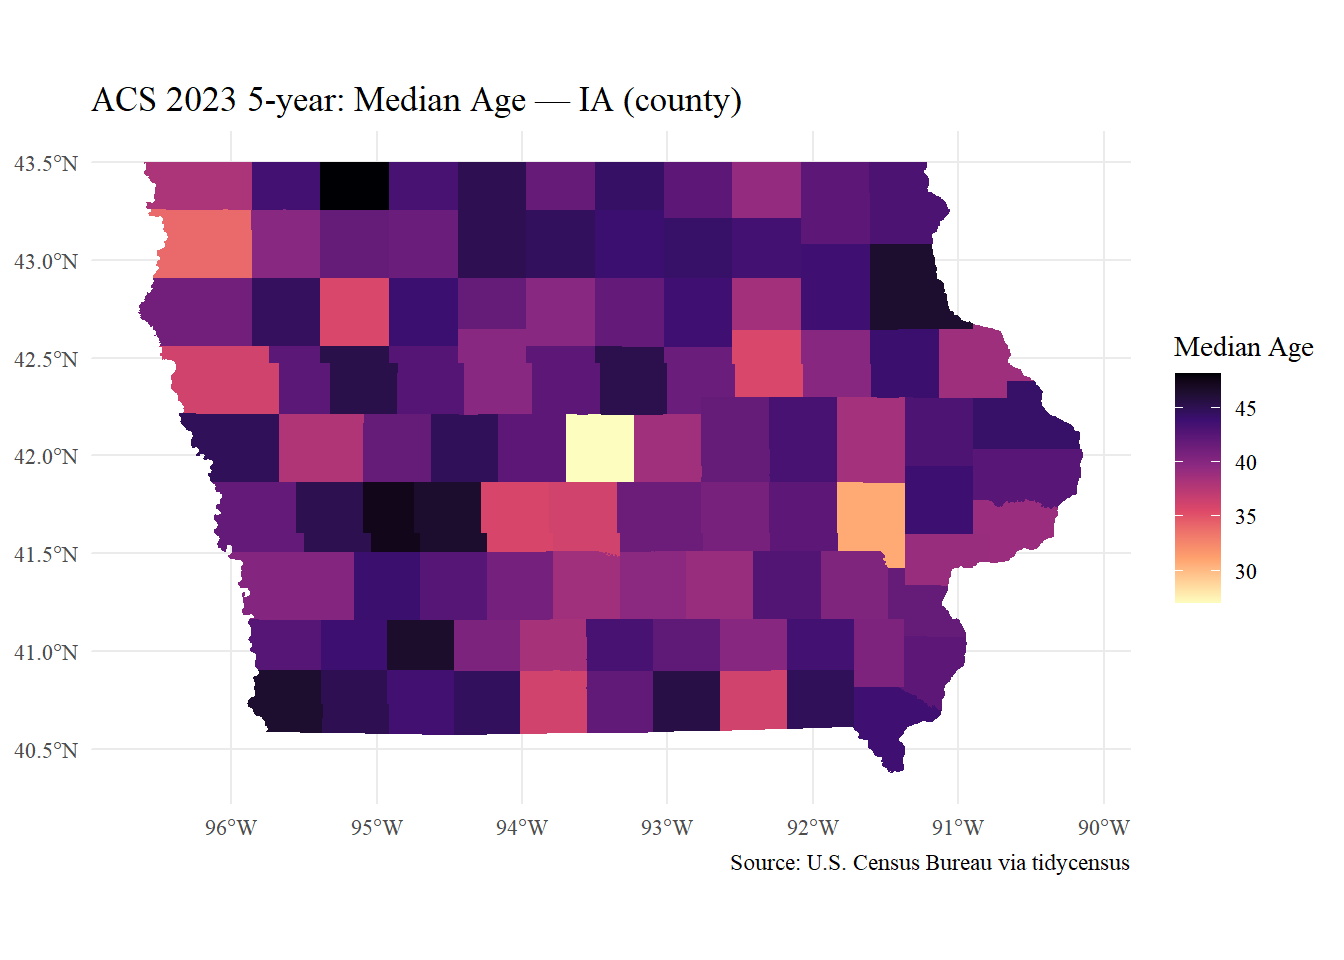 ACS 2023 5-year: Median Age — IA (county)
43.5°N
43.0°N
42.5°N
42.0°N
41.5°N
41.0°N
40.5°N
96°W 95°W 94°W 93°W 92°W 91°W 90°W
Median Age
45
40
35
30
Source: U.S. Census Bureau via tidycensus